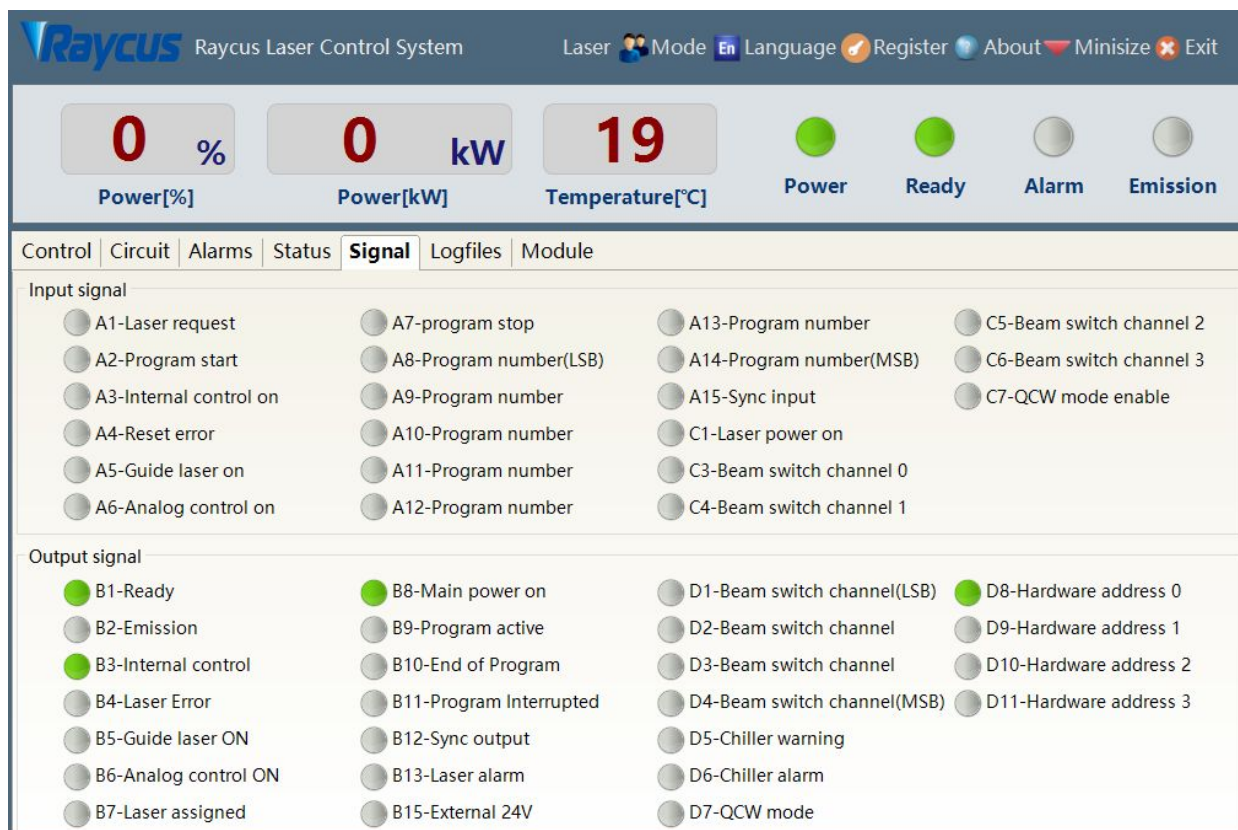 Raycus Raycus Laser Control System Laser Mode En Language Register ? About Minisize Exit
0 % 0 kW 19
Power[%] Power[kW] Temperature[℃] Power Ready Alarm Emission
Control Circuit Alarms Status Signal Logfiles Module
Input signal
A1-Laser request A7-program stop A13-Program number C5-Beam switch channel 2
A2-Program start A8-Program number(LSB) A14-Program number(MSB) C6-Beam switch channel 3
A3-Internal control on A9-Program number A15-Sync input C7-QCW mode enable
A4-Reset error A10-Program number C1-Laser power on
A5-Guide laser on A11-Program number C3-Beam switch channel 0
A6-Analog control on A12-Program number C4-Beam switch channel 1
Output signal
B1-Ready B8-Main power on D1-Beam switch channel(LSB) D8-Hardware address 0
B2-Emission B9-Program active D2-Beam switch channel D9-Hardware address 1
B3-Internal control B10-End of Program D3-Beam switch channel D10-Hardware address 2
B4-Laser Error B11-Program Interrupted D4-Beam switch channel(MSB) D11-Hardware address 3
B5-Guide laser ON B12-Sync output D5-Chiller warning
B6-Analog control ON B13-Laser alarm D6-Chiller alarm
B7-Laser assigned B15-External 24V D7-QCW mode